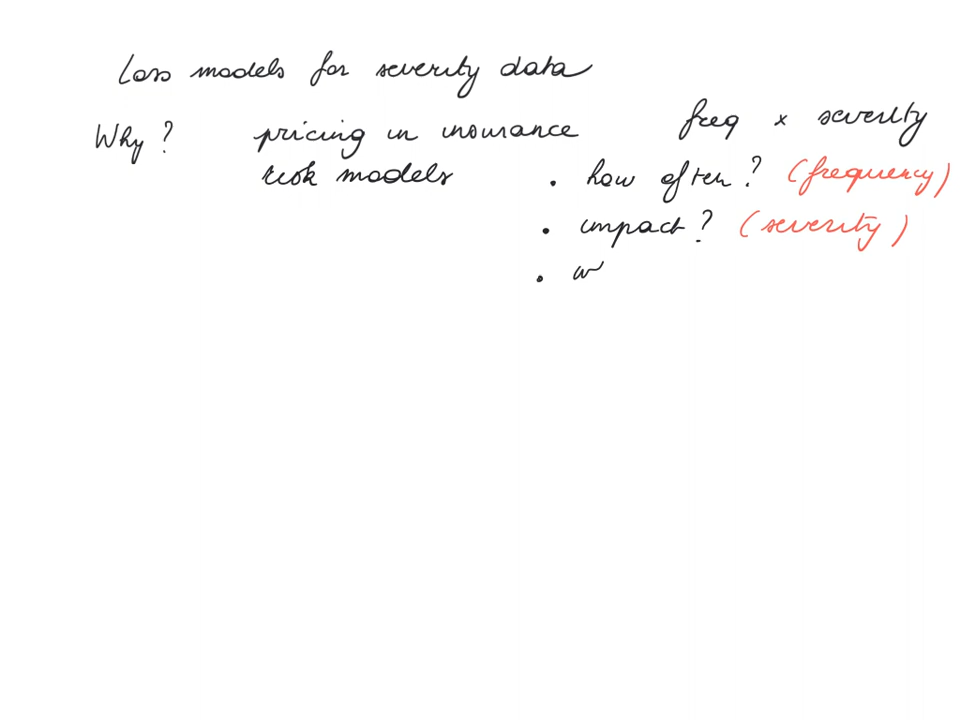 Loss models for severity data
Why? pricing in insurance freq x severity
risk models • how often? (frequency)
• impact? (severity)
• w